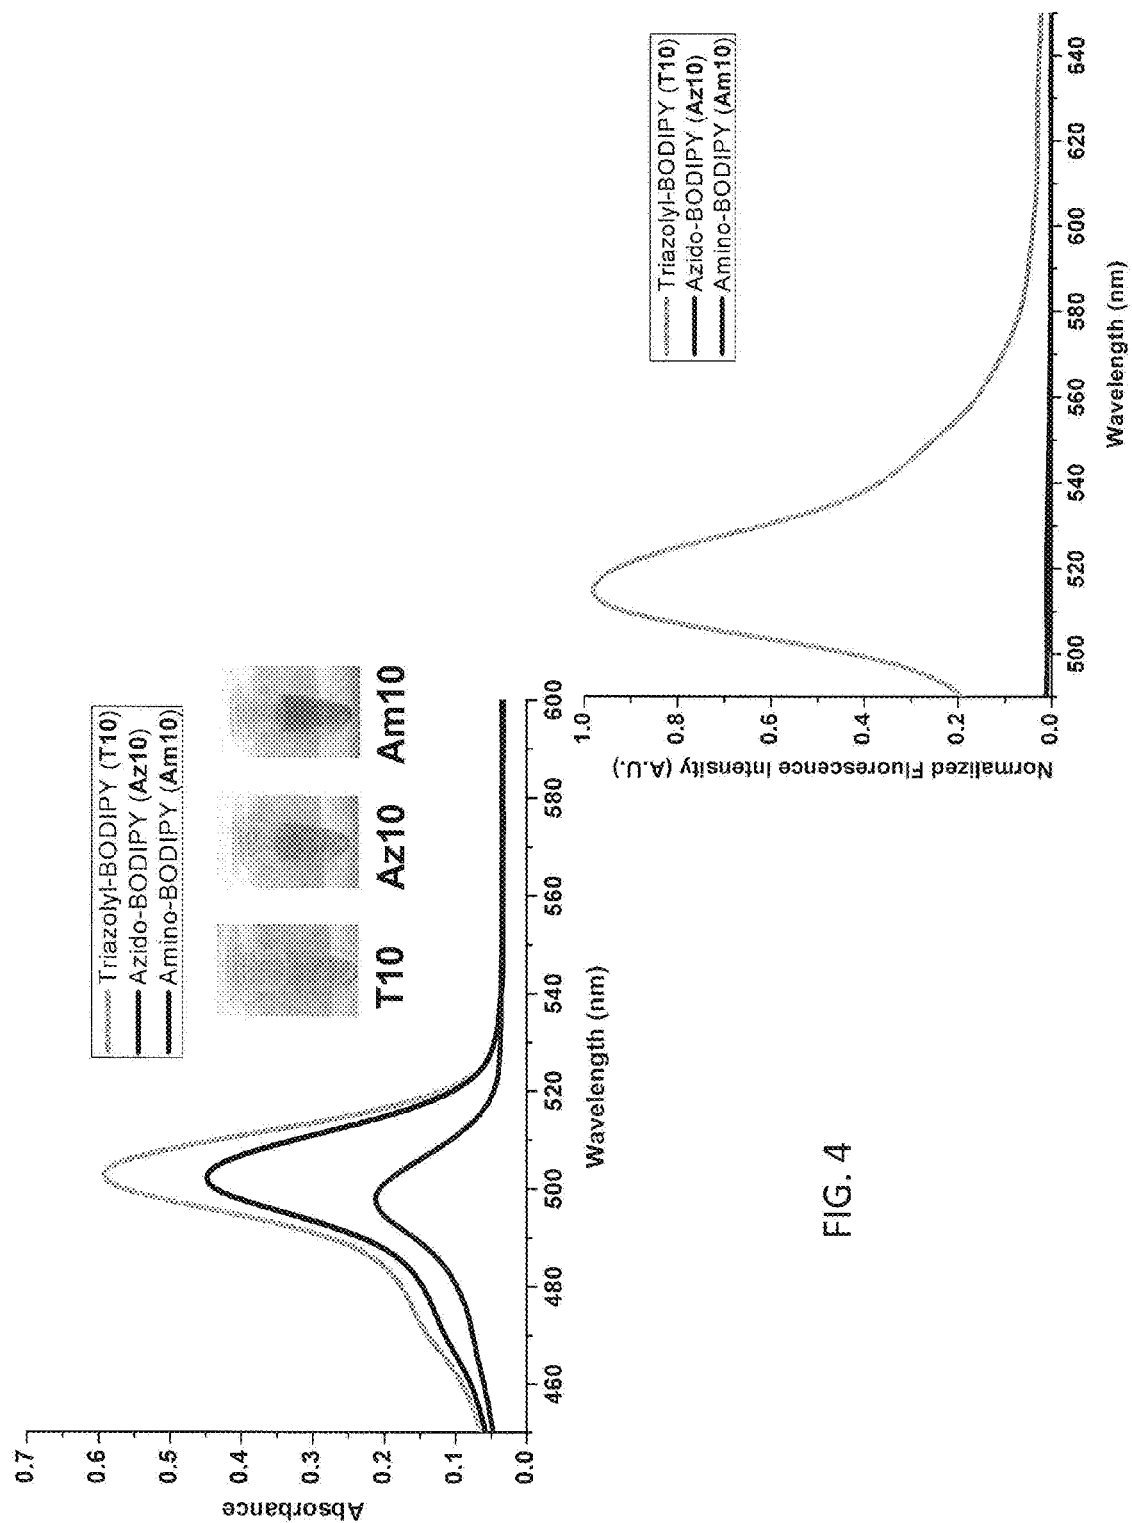 Absorbance
0.7
0.6
0.5
0.4
0.3
0.2
0.1
0.0
460
480
500
520
540
560
580
600
Wavelength (nm)
Triazolyl-BODIPY (T10)
Azido-BODIPY (Az10)
Amino-BODIPY (Am10)
T10 Az10 Am10
Normalized Fluorescence Intensity (A.U.)
1.0
0.8
0.6
0.4
0.2
0.0
500
520
540
560
580
600
620
640
Wavelength (nm)
Triazolyl-BODIPY (T10)
Azido-BODIPY (Az10)
Amino-BODIPY (Am10)
FIG. 4